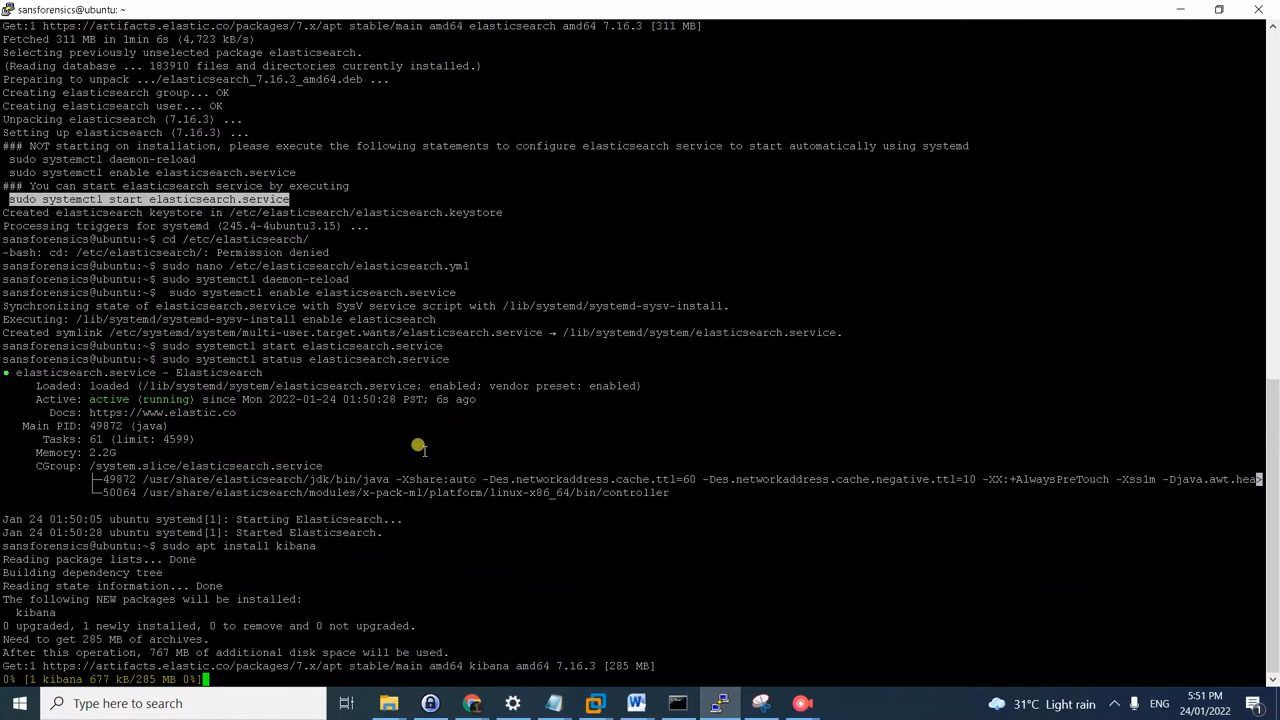 sansforensics@ubuntu: ~
Get:1 https://artifacts.elastic.co/packages/7.x/apt stable/main amd64 elasticsearch amd64 7.16.3 [311 MB]
Fetched 311 MB in 1min 6s (4,723 kB/s)
Selecting previously unselected package elasticsearch.
(Reading database ... 183910 files and directories currently installed.)
Preparing to unpack .../elasticsearch_7.16.3_amd64.deb ...
Creating elasticsearch group... OK
Creating elasticsearch user... OK
Unpacking elasticsearch (7.16.3) ...
Setting up elasticsearch (7.16.3) ...
### NOT starting on installation, please execute the following statements to configure elasticsearch service to start automatically using systemd
 sudo systemctl daemon-reload
 sudo systemctl enable elasticsearch.service
### You can start elasticsearch service by executing
 sudo systemctl start elasticsearch.service
Created elasticsearch keystore in /etc/elasticsearch/elasticsearch.keystore
Processing triggers for systemd (245.4-4ubuntu3.15) ...
sansforensics@ubuntu:~$ cd /etc/elasticsearch/
-bash: cd: /etc/elasticsearch/: Permission denied
sansforensics@ubuntu:~$ sudo nano /etc/elasticsearch/elasticsearch.yml
sansforensics@ubuntu:~$ sudo systemctl daemon-reload
sansforensics@ubuntu:~$  sudo systemctl enable elasticsearch.service
Synchronizing state of elasticsearch.service with SysV service script with /lib/systemd/systemd-sysv-install.
Executing: /lib/systemd/systemd-sysv-install enable elasticsearch
Created symlink /etc/systemd/system/multi-user.target.wants/elasticsearch.service → /lib/systemd/system/elasticsearch.service.
sansforensics@ubuntu:~$ sudo systemctl start elasticsearch.service
sansforensics@ubuntu:~$ sudo systemctl status elasticsearch.service
● elasticsearch.service - Elasticsearch
     Loaded: loaded (/lib/systemd/system/elasticsearch.service; enabled; vendor preset: enabled)
     Active: active (running) since Mon 2022-01-24 01:50:28 PST; 6s ago
       Docs: https://www.elastic.co
   Main PID: 49872 (java)
      Tasks: 61 (limit: 4599)
     Memory: 2.2G
     CGroup: /system.slice/elasticsearch.service
             ├─49872 /usr/share/elasticsearch/jdk/bin/java -Xshare:auto -Des.networkaddress.cache.ttl=60 -Des.networkaddress.cache.negative.ttl=10 -XX:+AlwaysPreTouch -Xss1m -Djava.awt.hea>
             └─50064 /usr/share/elasticsearch/modules/x-pack-ml/platform/linux-x86_64/bin/controller
Jan 24 01:50:05 ubuntu systemd[1]: Starting Elasticsearch...
Jan 24 01:50:28 ubuntu systemd[1]: Started Elasticsearch.
sansforensics@ubuntu:~$ sudo apt install kibana
Reading package lists... Done
Building dependency tree
Reading state information... Done
The following NEW packages will be installed:
  kibana
0 upgraded, 1 newly installed, 0 to remove and 0 not upgraded.
Need to get 285 MB of archives.
After this operation, 767 MB of additional disk space will be used.
Get:1 https://artifacts.elastic.co/packages/7.x/apt stable/main amd64 kibana amd64 7.16.3 [285 MB]
0% [1 kibana 677 kB/285 MB 0%]
Type here to search
31°C Light rain
ENG
5:51 PM
24/01/2022
1